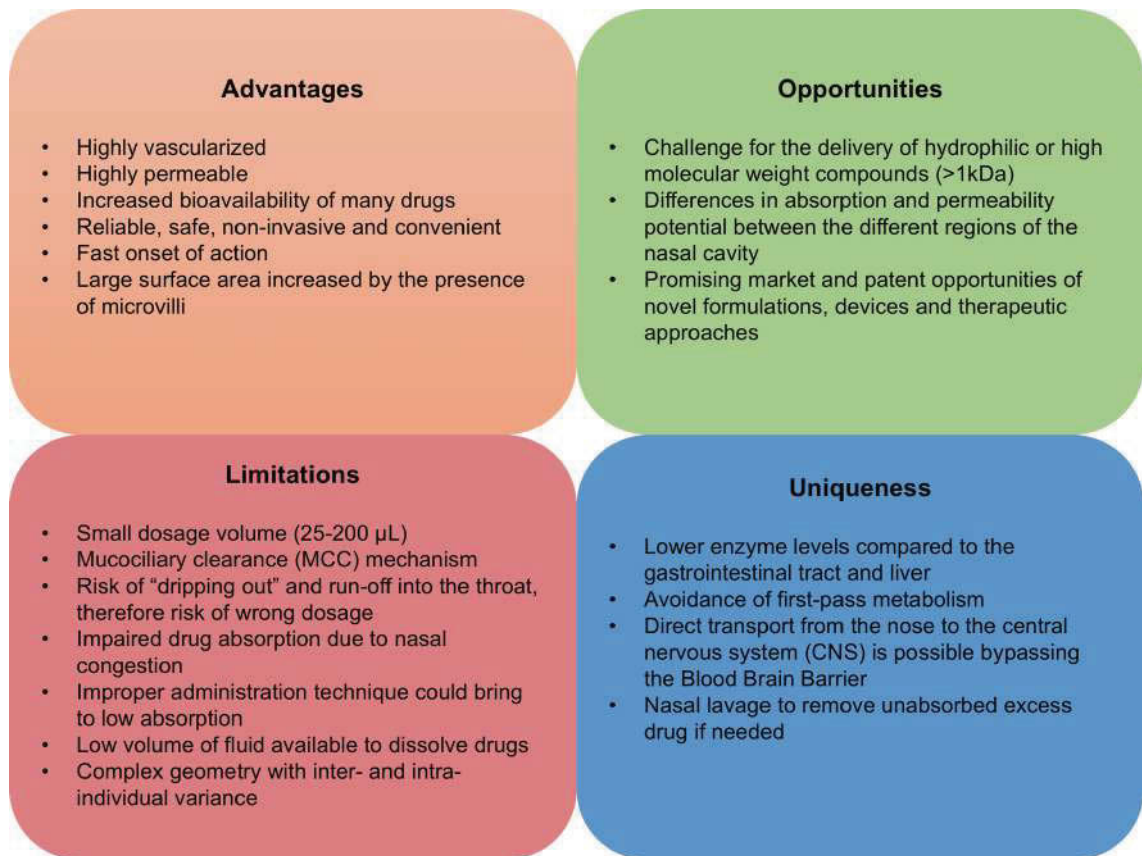 Advantages
• Highly vascularized
• Highly permeable
• Increased bioavailability of many drugs
• Reliable, safe, non-invasive and convenient
• Fast onset of action
• Large surface area increased by the presence
of microvilli
Opportunities
• Challenge for the delivery of hydrophilic or high
molecular weight compounds (>1kDa)
• Differences in absorption and permeability
potential between the different regions of the
nasal cavity
• Promising market and patent opportunities of
novel formulations, devices and therapeutic
approaches
Limitations
• Small dosage volume (25-200 µL)
• Mucociliary clearance (MCC) mechanism
• Risk of “dripping out” and run-off into the throat,
therefore risk of wrong dosage
• Impaired drug absorption due to nasal
congestion
• Improper administration technique could bring
to low absorption
• Low volume of fluid available to dissolve drugs
• Complex geometry with inter- and intra-
individual variance
Uniqueness
• Lower enzyme levels compared to the
gastrointestinal tract and liver
• Avoidance of first-pass metabolism
• Direct transport from the nose to the central
nervous system (CNS) is possible bypassing
the Blood Brain Barrier
• Nasal lavage to remove unabsorbed excess
drug if needed